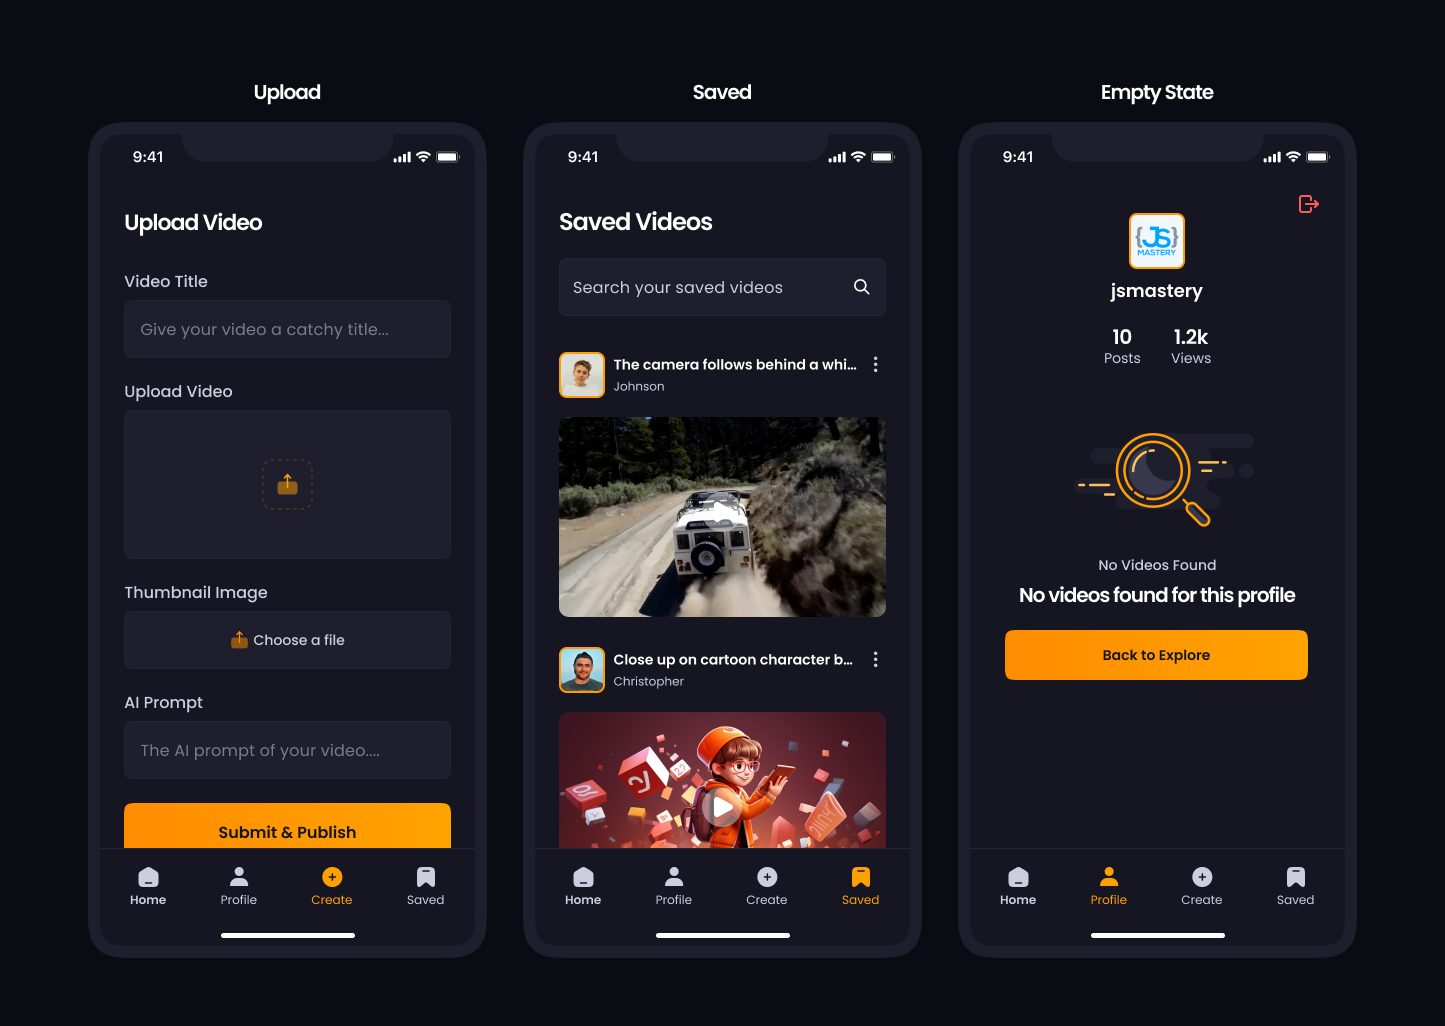 Upload
9:41
Upload Video
Video Title
Give your video a catchy title...
Upload Video
Thumbnail Image
Choose a file
AI Prompt
The AI prompt of your video....
Submit & Publish
Home
Profile
Create
Saved
Saved
9:41
Saved Videos
Search your saved videos
The camera follows behind a whi...
Johnson
Close up on cartoon character b...
Christopher
Home
Profile
Create
Saved
Empty State
9:41
{JS}
MASTERY
jsmastery
10
Posts
1.2k
Views
No Videos Found
No videos found for this profile
Back to Explore
Home
Profile
Create
Saved